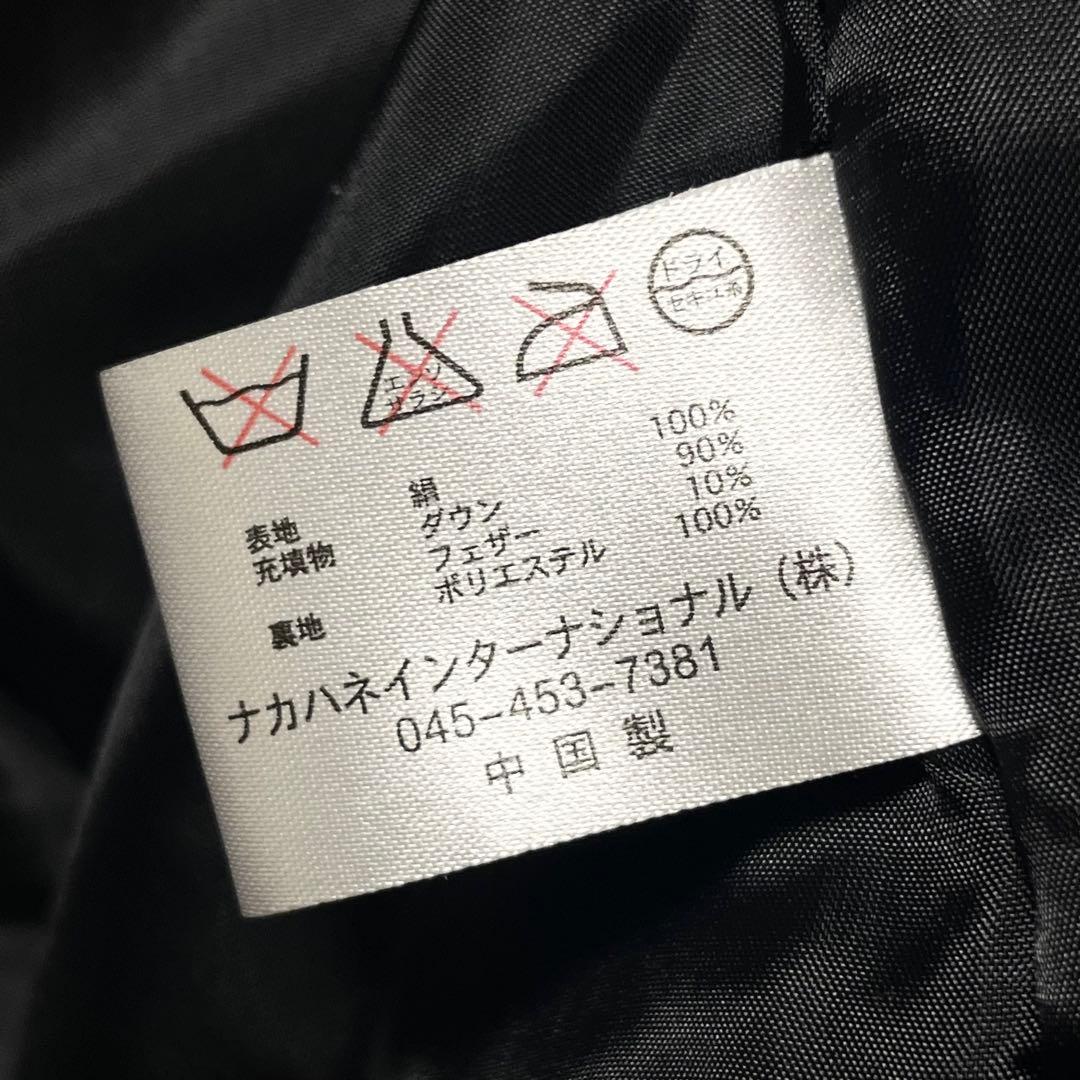 ドライ
セキユ系
エンソ
サラシ
表地 絹 100%
充填物 ダウン 90%
フェザー 10%
裏地 ポリエステル 100%
ナカハネインターナショナル（株）
045-453-7381
中国製